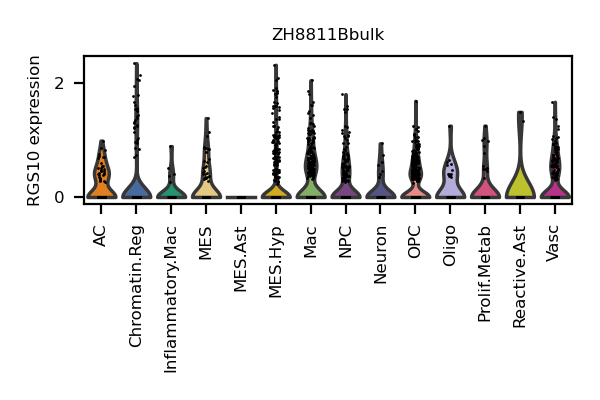 ZH8811Bbulk
RGS10 expression
2
0
AC
Chromatin.Reg
Inflammatory.Mac
MES
MES.Ast
MES.Hyp
Mac
NPC
Neuron
OPC
Oligo
Prolif.Metab
Reactive.Ast
Vasc